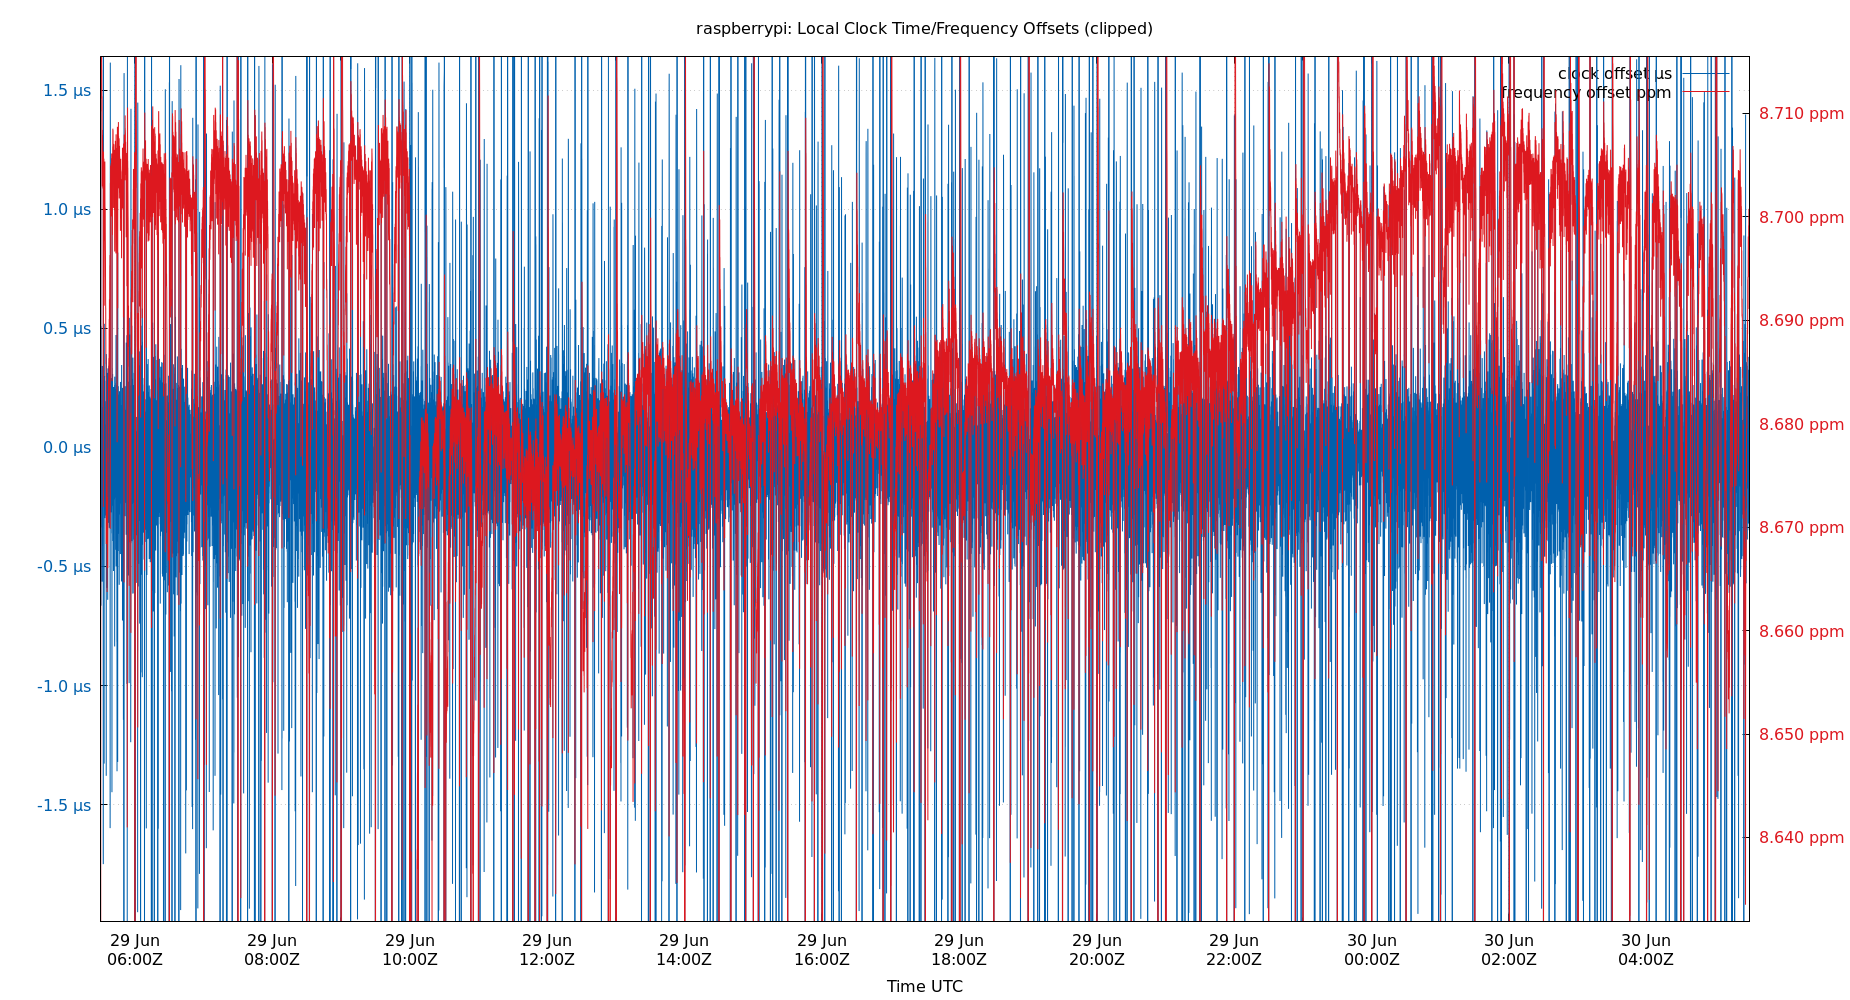 raspberrypi: Local Clock Time/Frequency Offsets (clipped)
clock offset µs
frequency offset ppm
1.5 µs
1.0 µs
0.5 µs
0.0 µs
-0.5 µs
-1.0 µs
-1.5 µs
8.710 ppm
8.700 ppm
8.690 ppm
8.680 ppm
8.670 ppm
8.660 ppm
8.650 ppm
8.640 ppm
29 Jun 29 Jun 29 Jun 29 Jun 29 Jun 29 Jun 29 Jun 29 Jun 29 Jun 30 Jun 30 Jun 30 Jun
06:00Z 08:00Z 10:00Z 12:00Z 14:00Z 16:00Z 18:00Z 20:00Z 22:00Z 00:00Z 02:00Z 04:00Z
Time UTC